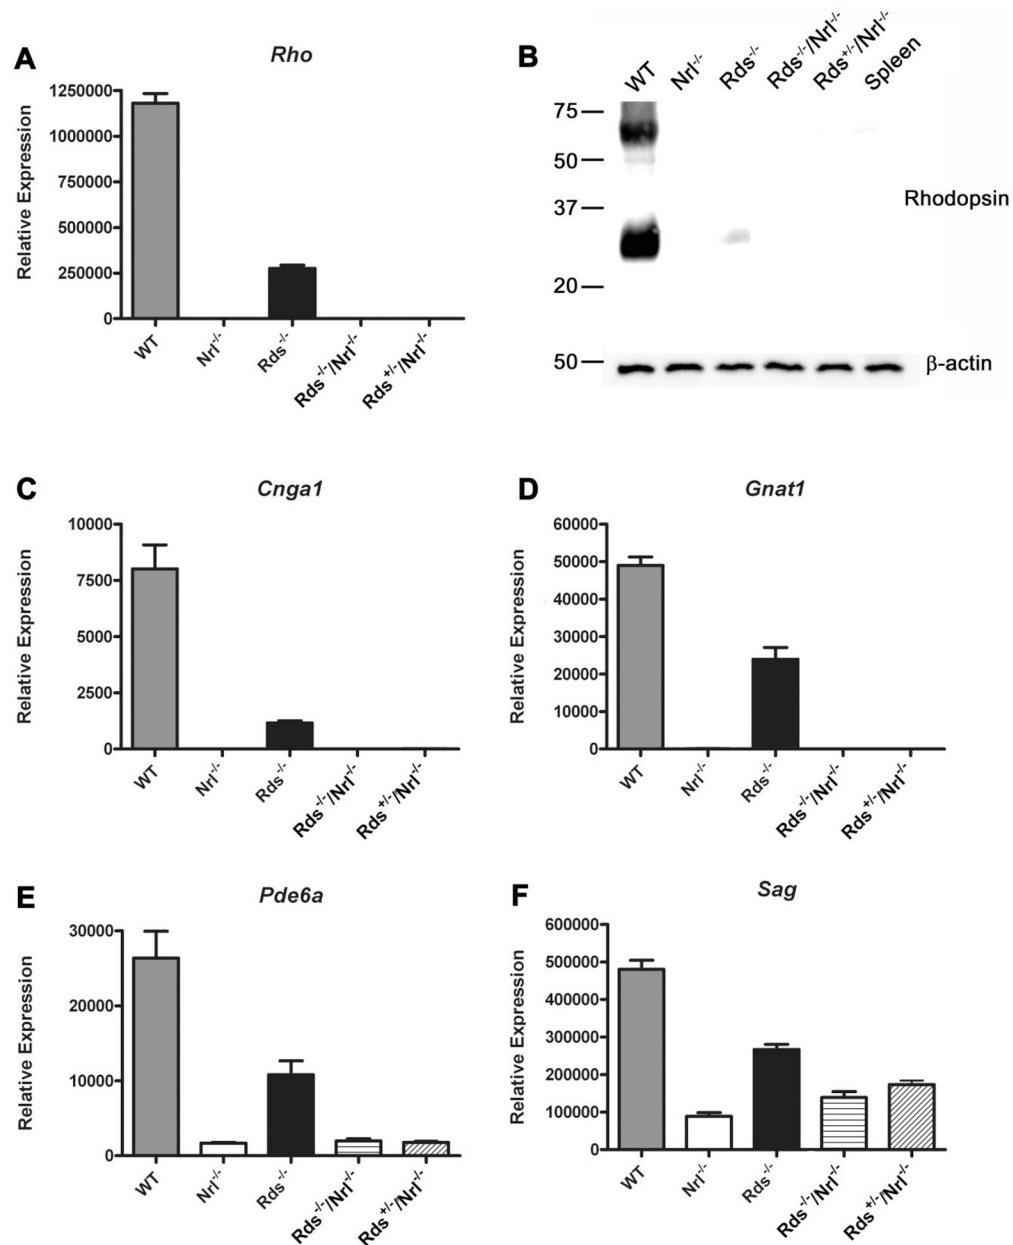 A
Rho
Relative Expression
1250000
1000000
750000
500000
250000
0
WT
Nrl-/-
Rds-/-
Rds-/-/Nrl-/-
Rds+/-/Nrl-/-
B
WT
Nrl-/-
Rds-/-
Rds-/-/Nrl-/-
Rds+/-/Nrl-/-
Spleen
75
50
37
20
Rhodopsin
50
β-actin
C
Cnga1
Relative Expression
10000
7500
5000
2500
0
WT
Nrl-/-
Rds-/-
Rds-/-/Nrl-/-
Rds+/-/Nrl-/-
D
Gnat1
Relative Expression
60000
50000
40000
30000
20000
10000
0
WT
Nrl-/-
Rds-/-
Rds-/-/Nrl-/-
Rds+/-/Nrl-/-
E
Pde6a
Relative Expression
30000
20000
10000
0
WT
Nrl-/-
Rds-/-
Rds-/-/Nrl-/-
Rds+/-/Nrl-/-
F
Sag
Relative Expression
600000
500000
400000
300000
200000
100000
0
WT
Nrl-/-
Rds-/-
Rds-/-/Nrl-/-
Rds+/-/Nrl-/-